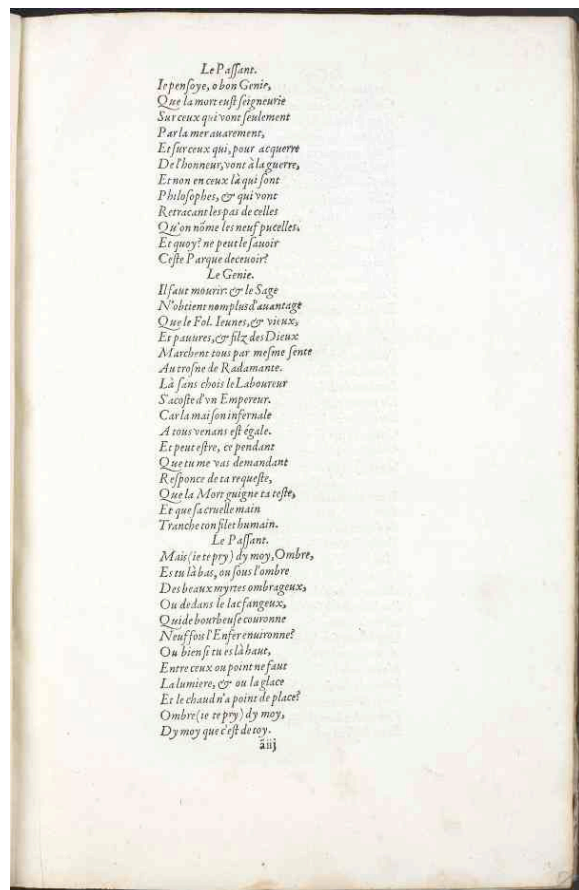 Le Paſſant.
Ie penſoye, o bon Genie,
Que la mort euſt ſeigneurie
Sur ceux qui vont ſeulement
Par la mer auarement,
Et ſur ceux qui, pour acquerre
De l'honneur, vont à la guerre,
Et non en ceux là qui ſont
Philoſophes, & qui vont
Retracant les pas de celles
Qu'on nõme les neuf pucelles.
Et quoy? ne peut le ſauoir
Ceſte Parque deceuoir?
Le Genie.
Il faut mourir: & le Sage
N'obtient nomplus d'auantage
Que le Fol. Ieunes, & vieux,
Et pauures, & filz des Dieux
Marchent tous par meſme ſente
Au troſne de Radamante.
Là ſans chois le Laboureur
S'acoſte d'vn Empereur.
Car la maiſon infernale
A tous venans eſt égale.
Et peut eſtre, ce pendant
Que tu me vas demandant
Reſponce de ta requeſte,
Que la Mort guigne ta teſte,
Et que ſa cruelle main
Tranche ton filet humain.
Le Paſſant.
Mais (ie te pry) dy moy, Ombre,
Es tu là bas, ou ſous l'ombre
Des beaux myrtes ombrageux,
Ou dedans le lac fangeux,
Qui de bourbeuſe couronne
Neuf fois l'Enfer enuironne?
Ou bien ſi tu es là haut,
Entre ceux ou point ne faut
La lumiere, & ou la glace
Et le chaud n'a point de place?
Ombre (ie te pry) dy moy,
Dy moy que c'eſt de toy.
ãiij